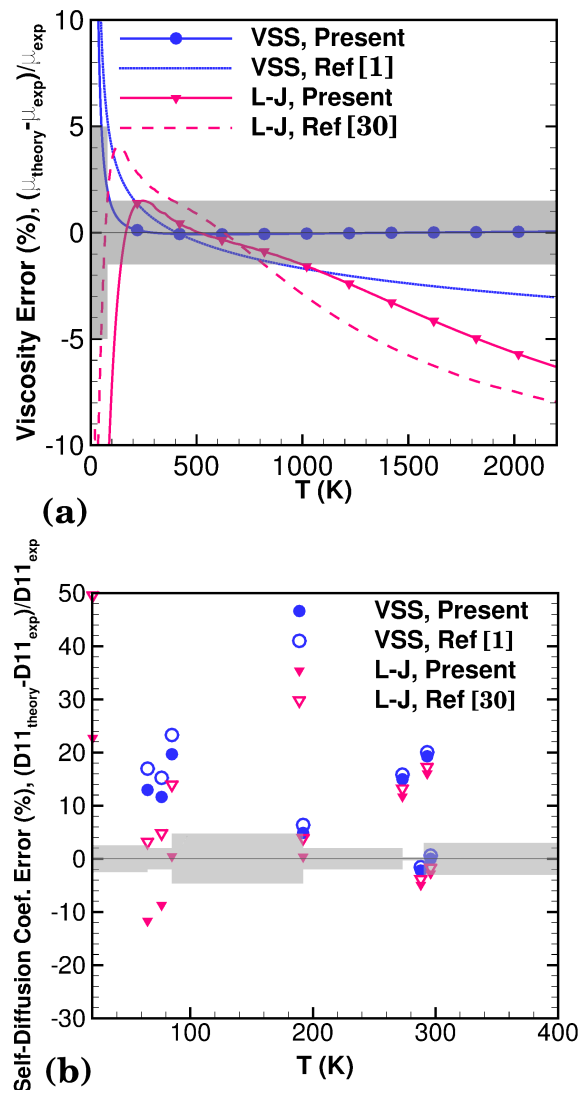 Viscosity Error (%), (μtheory-μexp)/μexp
10
5
0
-5
-10
VSS, Present
VSS, Ref [1]
L-J, Present
L-J, Ref [30]
0 500 1000 1500 2000
T (K)
(a)
Self-Diffusion Coef. Error (%), (D11theory-D11exp)/D11exp
50
40
30
20
10
0
-10
-20
-30
VSS, Present
VSS, Ref [1]
L-J, Present
L-J, Ref [30]
100 200 300 400
T (K)
(b)